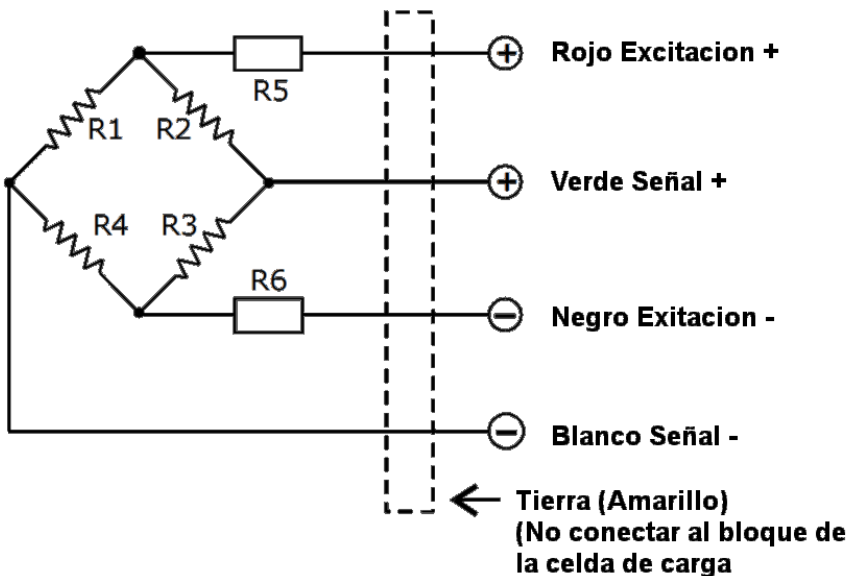 Rojo Excitacion +
R5
R1
R2
Verde Señal +
R4
R3
R6
Negro Exitacion -
Blanco Señal -
Tierra (Amarillo)
(No conectar al bloque de
la celda de carga